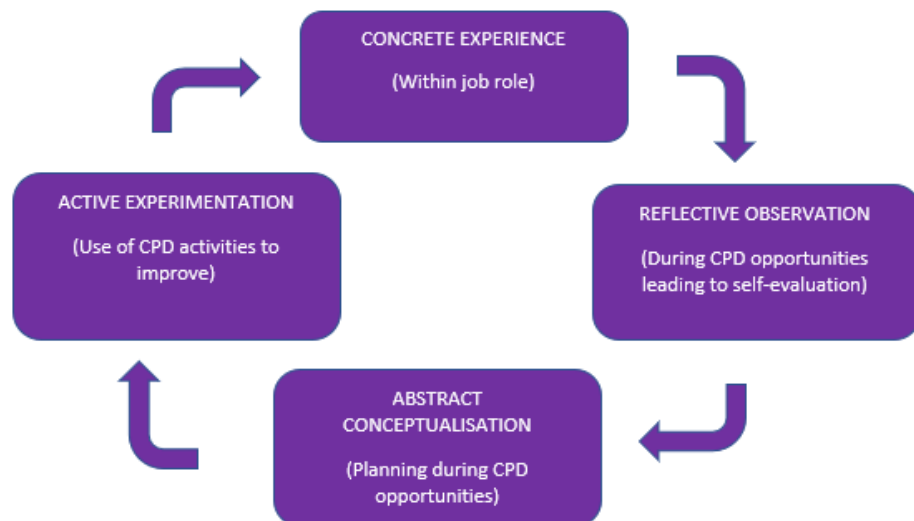 CONCRETE EXPERIENCE
(Within job role)
ACTIVE EXPERIMENTATION
(Use of CPD activities to
improve)
REFLECTIVE OBSERVATION
(During CPD opportunities
leading to self-evaluation)
ABSTRACT
CONCEPTUALISATION
(Planning during CPD
opportunities)